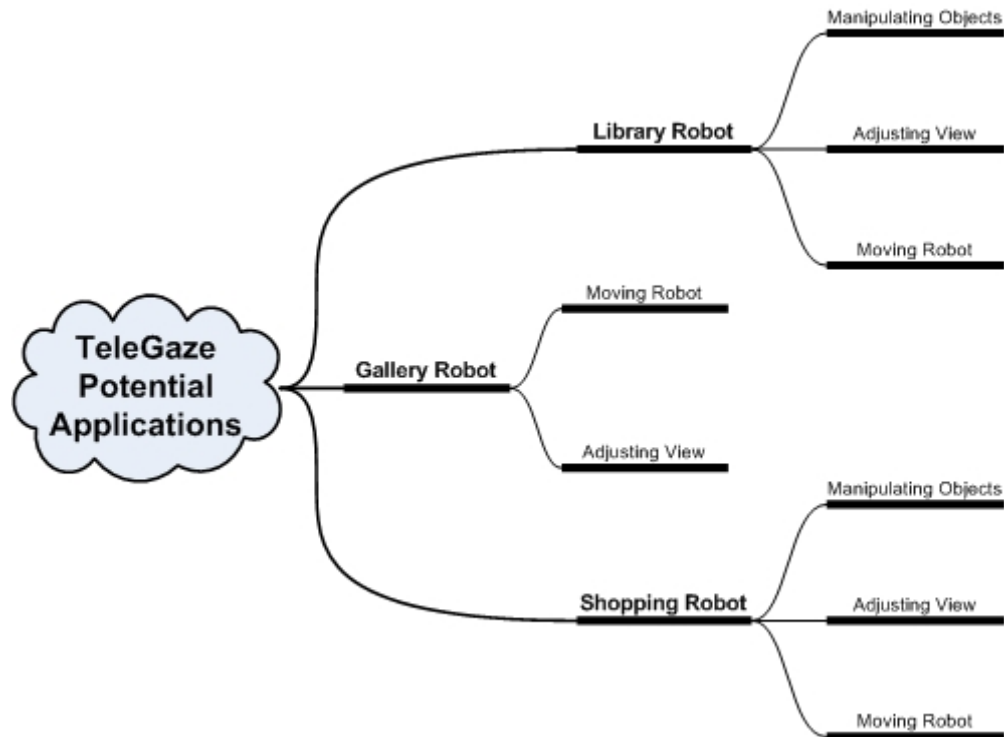 TeleGaze
Potential
Applications
Library Robot
Manipulating Objects
Adjusting View
Moving Robot
Gallery Robot
Moving Robot
Adjusting View
Shopping Robot
Manipulating Objects
Adjusting View
Moving Robot